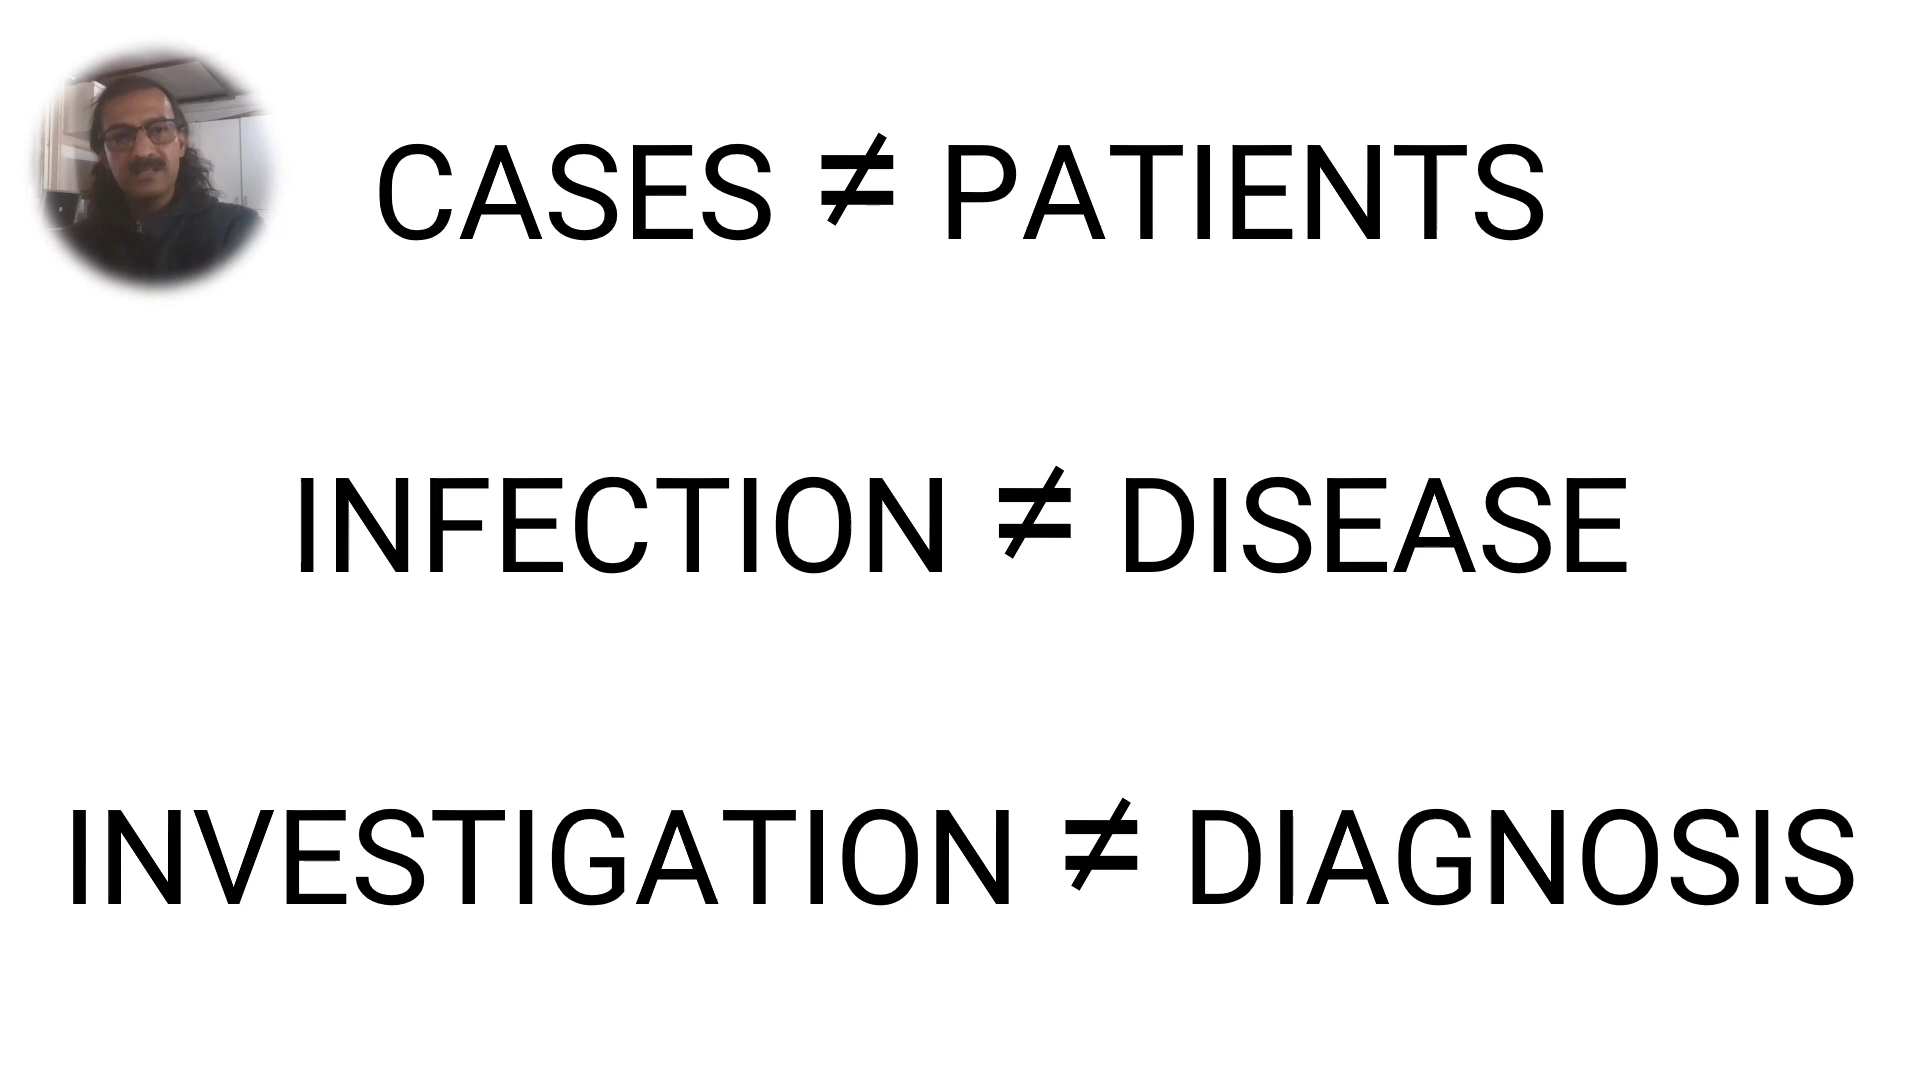 CASES ≠ PATIENTS
INFECTION ≠ DISEASE
INVESTIGATION ≠ DIAGNOSIS